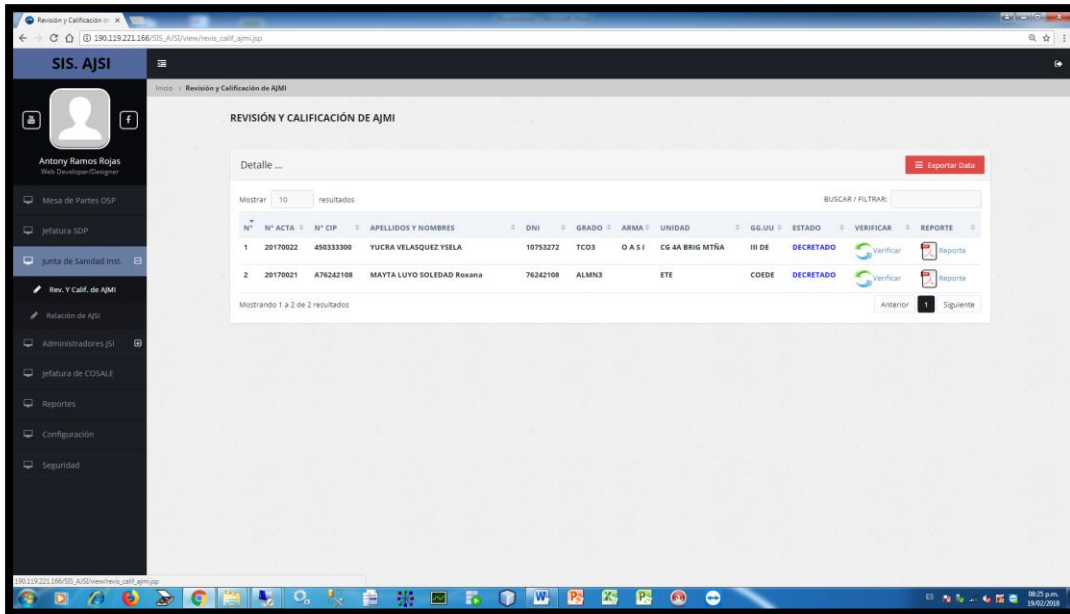 Revisión y Calificación de
190.119.221.166/SIS_AJSI/view/revis_calif_ajmi.jsp
SIS. AJSI
Inicio > Revisión y Calificación de AJMI
REVISIÓN Y CALIFICACIÓN DE AJMI
Antony Ramos Rojas
Web Developer/Designer
Detalle ...
Exportar Data
Mostrar 10 resultados
BUSCAR / FILTRAR:
N° N° ACTA N° CIP APELLIDOS Y NOMBRES DNI GRADO ARMA UNIDAD GG.UU ESTADO VERIFICAR REPORTE
1 20170022 450333300 YUCRA VELASQUEZ YSELA 10753272 TCO3 O A S I CG 4A BRIG MTÑA III DE DECRETADO Verificar Reporte
2 20170021 A76242108 MAYTA LUYO SOLEDAD Roxana 76242108 ALMN3 ETE COEDE DECRETADO Verificar Reporte
Mostrando 1 a 2 de 2 resultados
Anterior 1 Siguiente
Mesa de Partes DSP
Jefatura SDP
Junta de Sanidad Inst.
Rev. Y Calif. de AJMI
Relación de AJSI
Administradores JSI
Jefatura de COSALE
Reportes
Configuración
Seguridad
190.119.221.166/SIS_AJSI/view/revis_calif_ajmi.jsp
ES
08:25 p.m.
19/02/2018